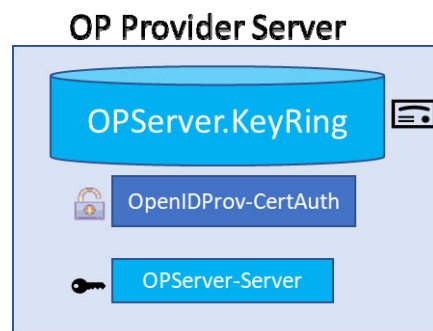 OP Provider Server
OPServer.KeyRing
OpenIDProv-CertAuth
OPServer-Server